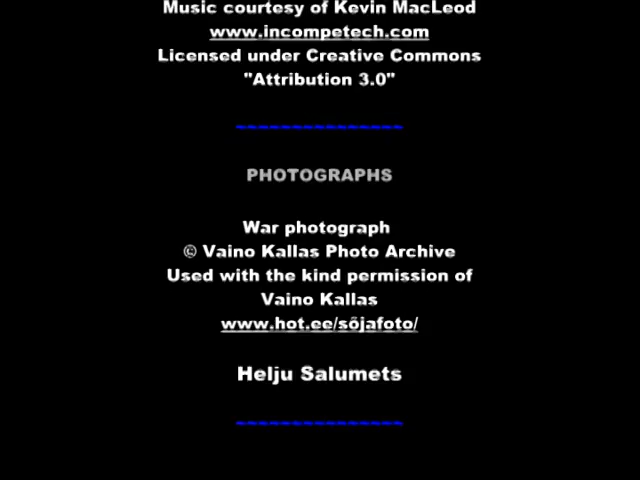 Music courtesy of Kevin MacLeod
www.incompetech.com
Licensed under Creative Commons
"Attribution 3.0"
~~~~~~~~~~~~~~~
PHOTOGRAPHS
War photograph
© Vaino Kallas Photo Archive
Used with the kind permission of
Vaino Kallas
www.hot.ee/sõjafoto/
Helju Salumets
~~~~~~~~~~~~~~~